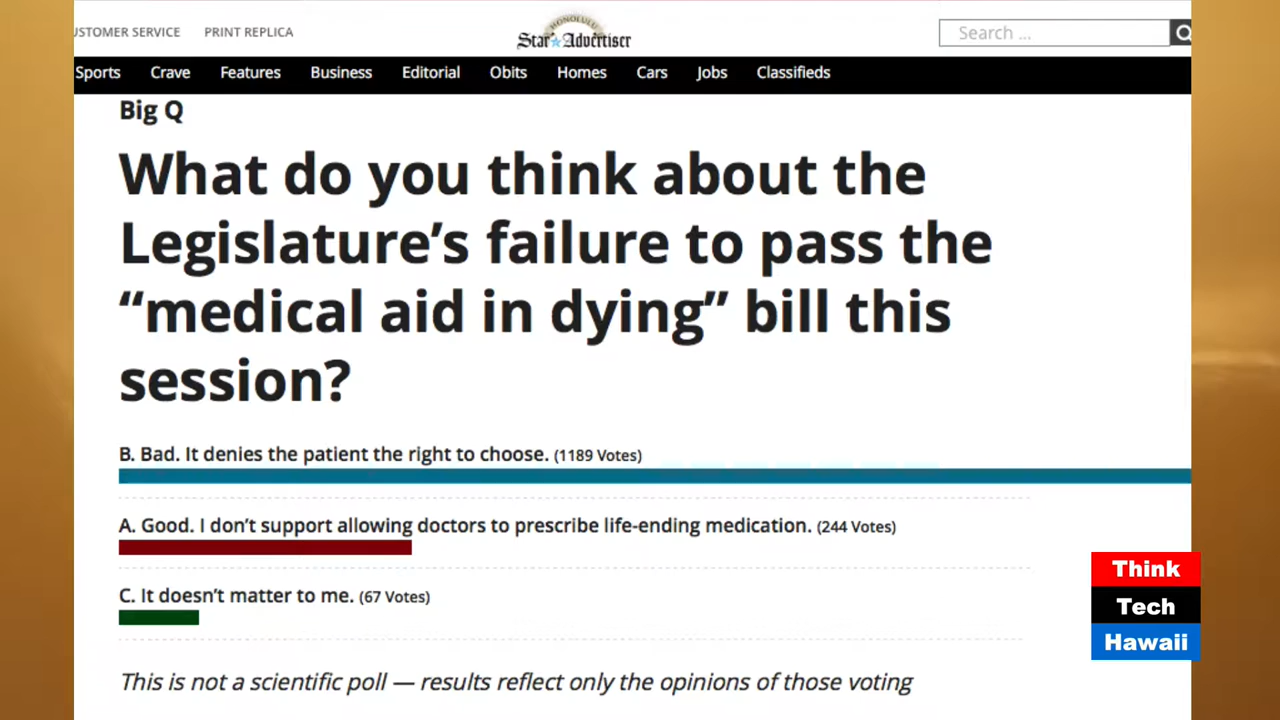 USTOMER SERVICE PRINT REPLICA
HONOLULU
Star Advertiser
Search ...
Sports Crave Features Business Editorial Obits Homes Cars Jobs Classifieds
Big Q
What do you think about the
Legislature’s failure to pass the
“medical aid in dying” bill this
session?
B. Bad. It denies the patient the right to choose. (1189 Votes)
A. Good. I don’t support allowing doctors to prescribe life-ending medication. (244 Votes)
C. It doesn’t matter to me. (67 Votes)
This is not a scientific poll — results reflect only the opinions of those voting
Think
Tech
Hawaii